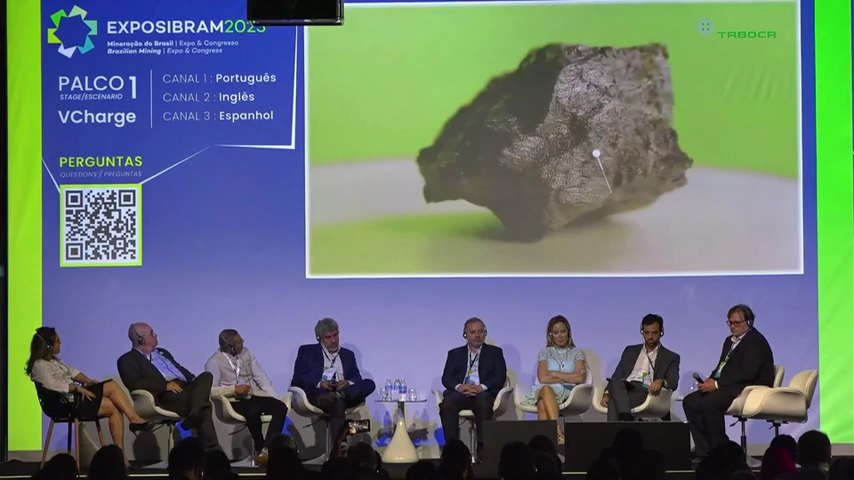 EXPOSIBRAM2023
Mineração do Brasil | Expo & Congresso
Brazilian Mining | Expo & Congress
PALCO 1
STAGE/ESCENARIO
VCharge
CANAL 1 : Português
CANAL 2 : Inglês
CANAL 3 : Espanhol
PERGUNTAS
QUESTIONS / PREGUNTAS
TABOCA